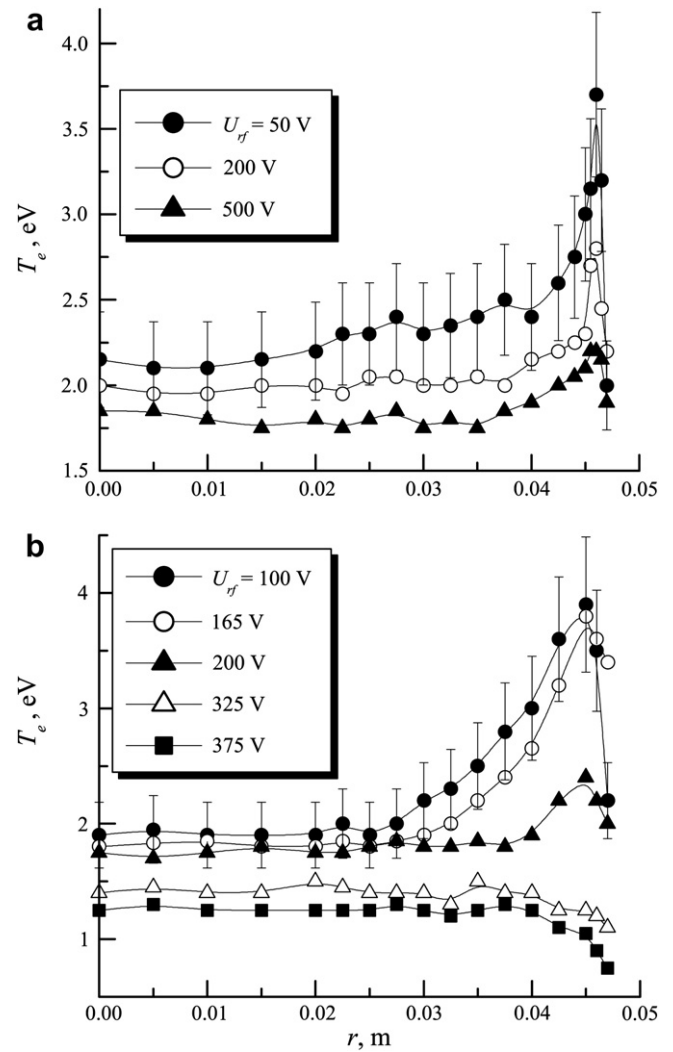 a
4.0
3.5
3.0
2.5
2.0
1.5
T_e, eV
U_rf = 50 V
200 V
500 V
0.00 0.01 0.02 0.03 0.04 0.05
b
4
3
2
1
T_e, eV
U_rf = 100 V
165 V
200 V
325 V
375 V
0.00 0.01 0.02 0.03 0.04 0.05
r, m